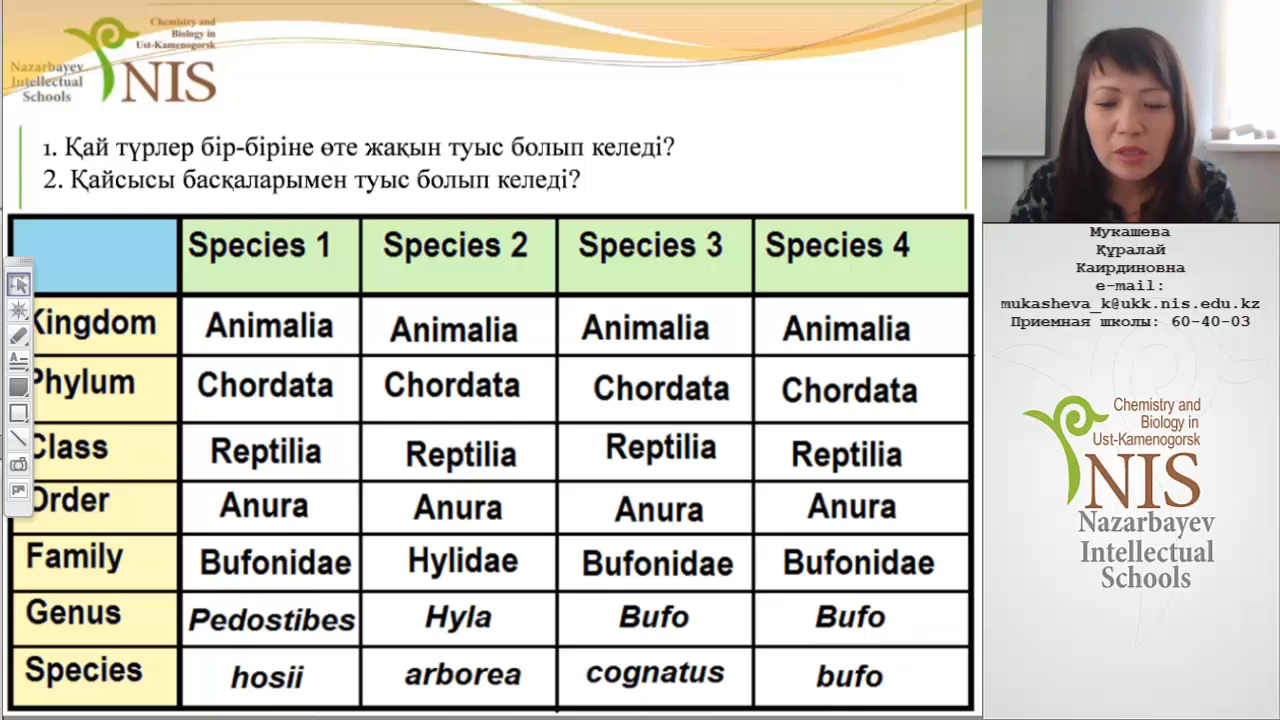 Chemistry and
Biology in
Ust-Kamenogorsk
Nazarbayev
Intellectual
Schools
NIS
1. Қай түрлер бір-біріне өте жақын туыс болып келеді?
2. Қайсысы басқаларымен туыс болып келеді?
Species 1 Species 2 Species 3 Species 4
Kingdom Animalia Animalia Animalia Animalia
Phylum Chordata Chordata Chordata Chordata
Class Reptilia Reptilia Reptilia Reptilia
Order Anura Anura Anura Anura
Family Bufonidae Hylidae Bufonidae Bufonidae
Genus Pedostibes Hyla Bufo Bufo
Species hosii arborea cognatus bufo
Мукашева
Құралай
Каирдиновна
e-mail:
mukasheva_k@ukk.nis.edu.kz
Приемная школы: 60-40-03
Chemistry and
Biology in
Ust-Kamenogorsk
NIS
Nazarbayev
Intellectual
Schools